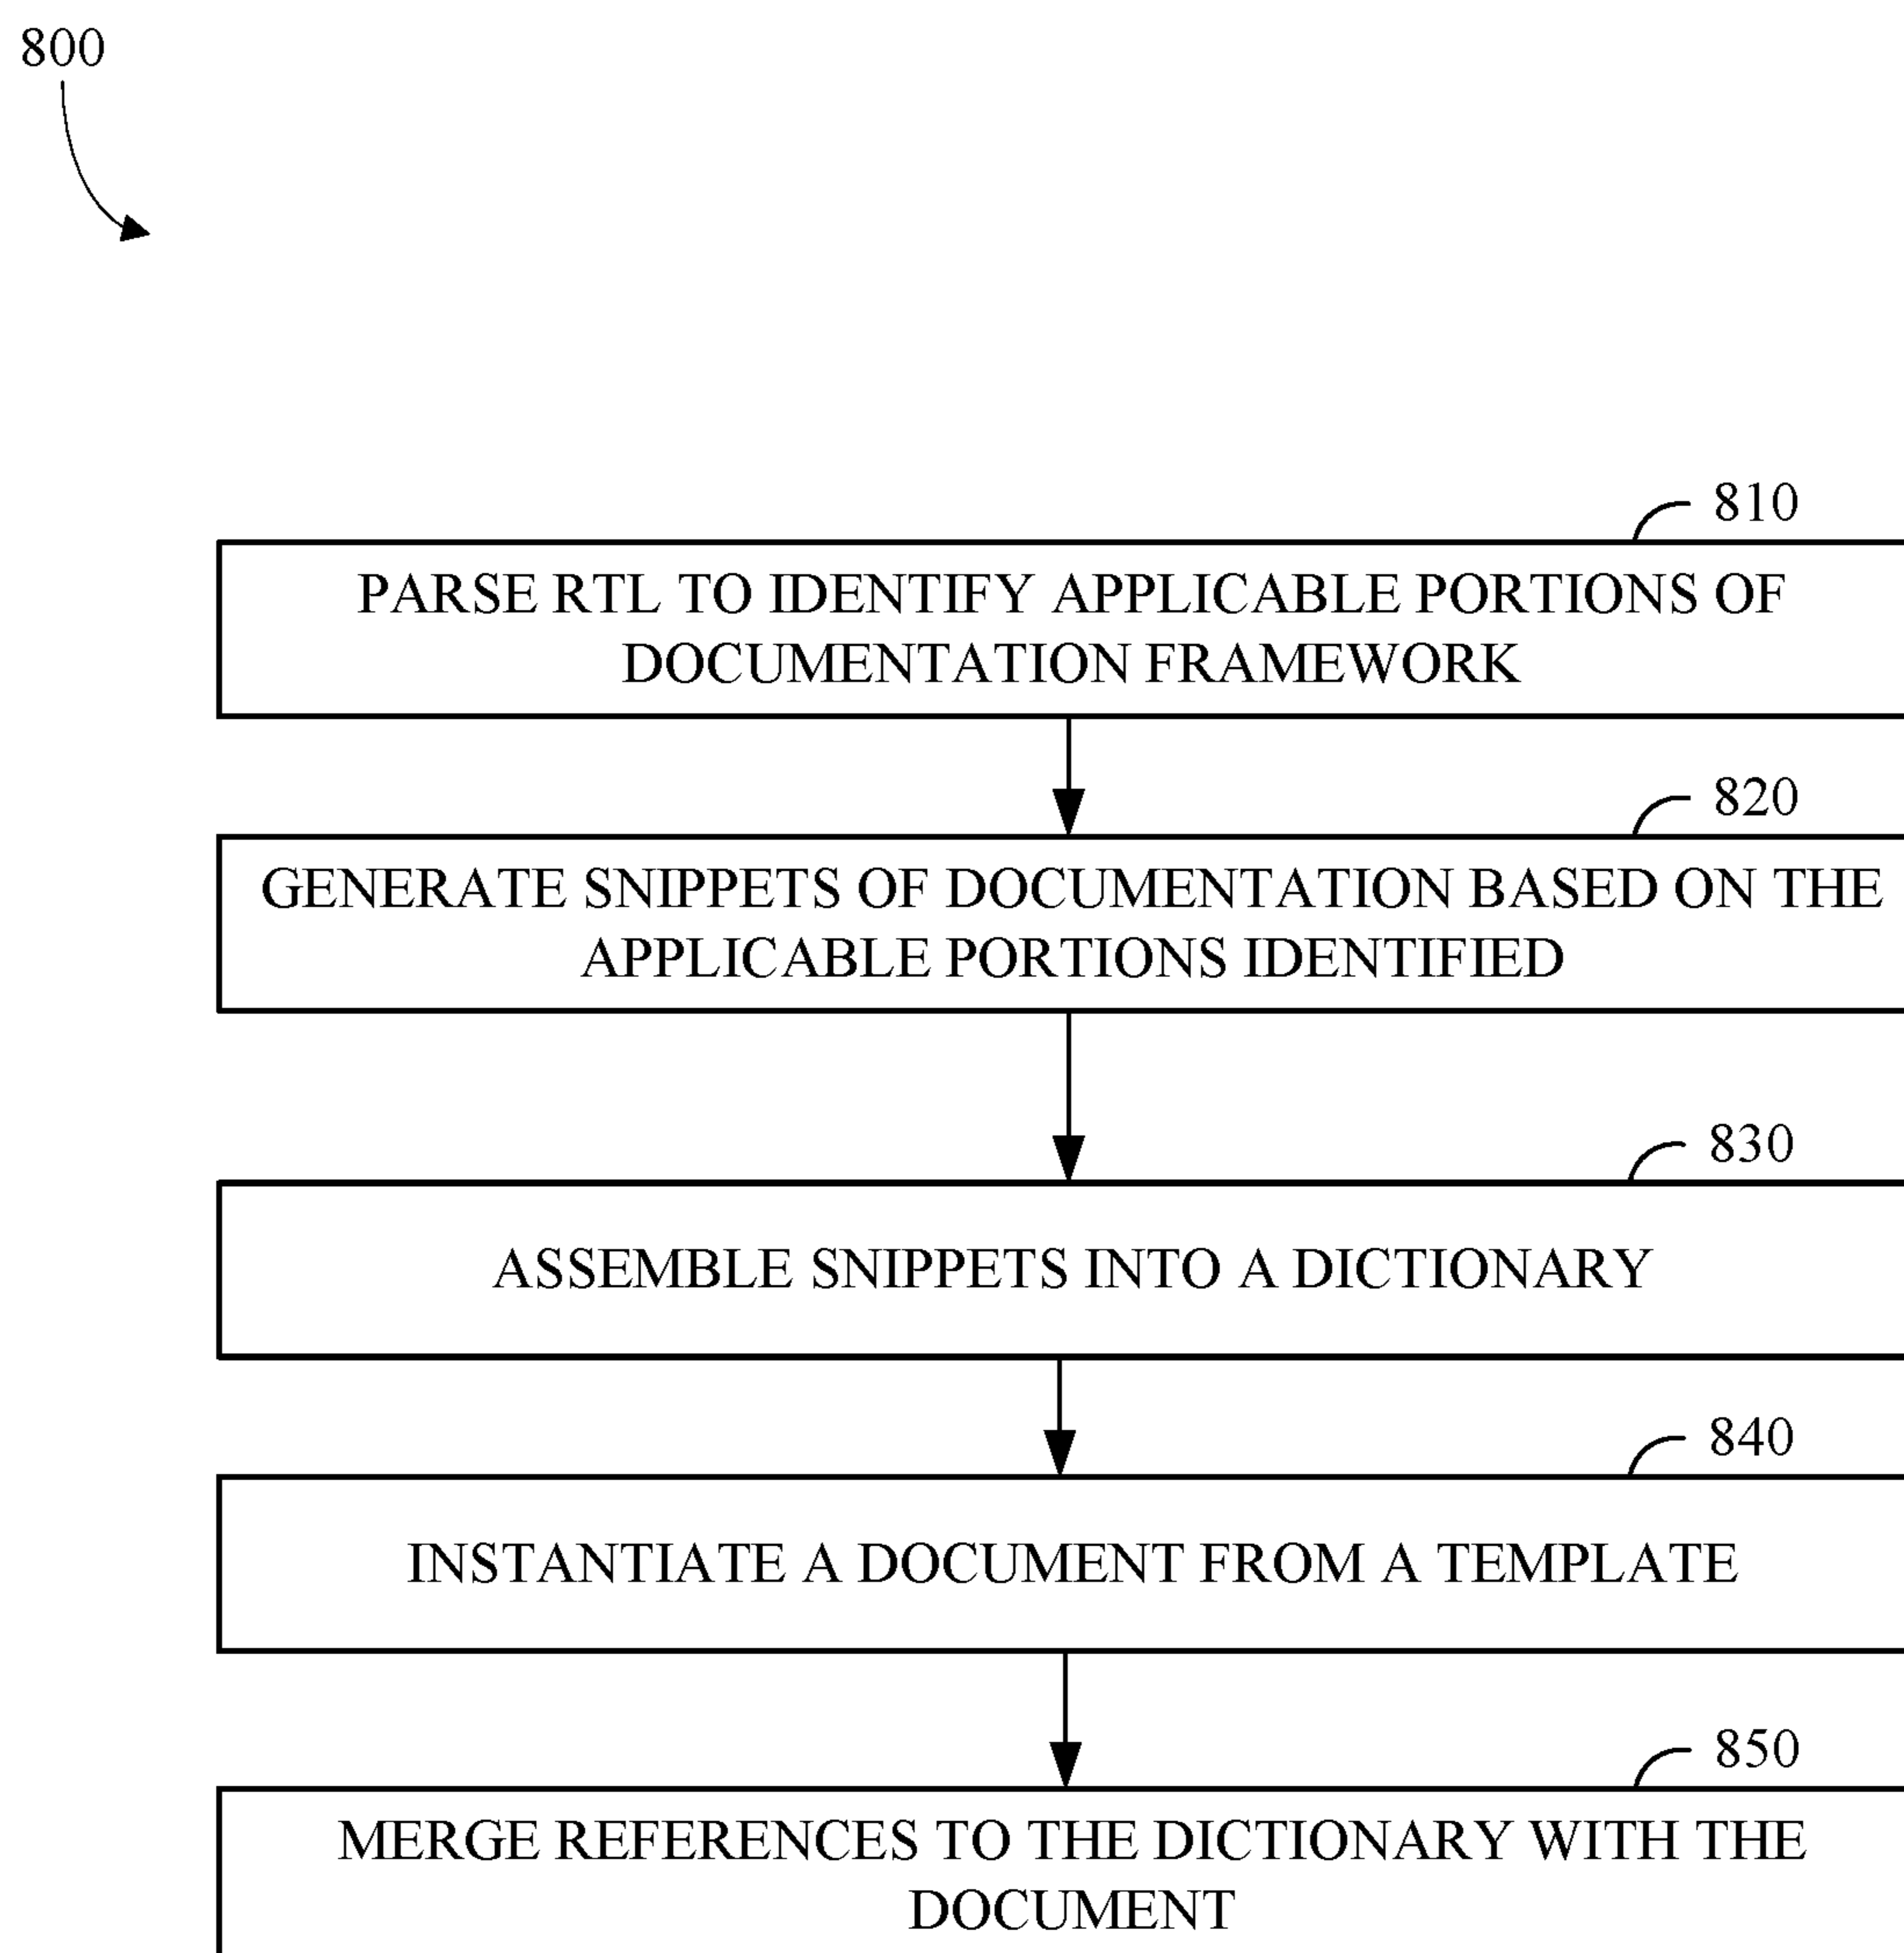 800
810
PARSE RTL TO IDENTIFY APPLICABLE PORTIONS OF
DOCUMENTATION FRAMEWORK
820
GENERATE SNIPPETS OF DOCUMENTATION BASED ON THE
APPLICABLE PORTIONS IDENTIFIED
830
ASSEMBLE SNIPPETS INTO A DICTIONARY
840
INSTANTIATE A DOCUMENT FROM A TEMPLATE
850
MERGE REFERENCES TO THE DICTIONARY WITH THE
DOCUMENT